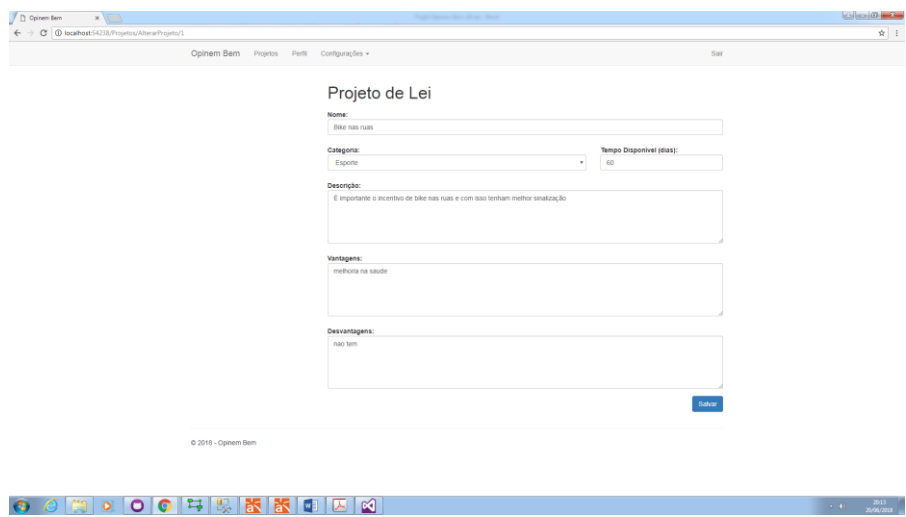 Opinem Bem
localhost:54238/Projetos/AlterarProjeto/1
Opinem Bem Projetos Perfil Configurações Sair
Projeto de Lei
Nome:
Bike nas ruas
Categoria: Tempo Disponível (dias):
Esporte 60
Descrição:
É importante o incentivo de bike nas ruas e com isso tenham melhor sinalização
Vantagens:
melhoria na saude
Desvantagens:
nao tem
Salvar
© 2018 - Opinem Bem
20:13